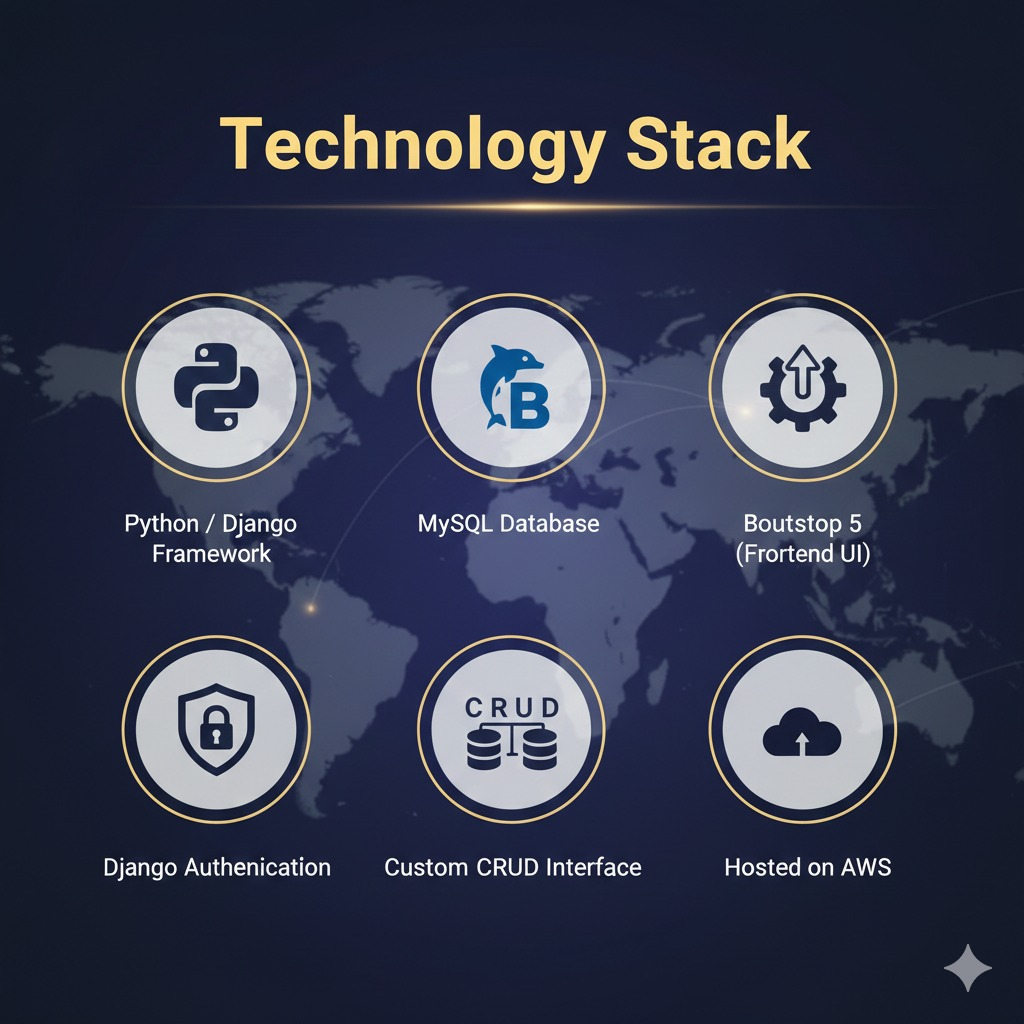 Technology Stack
B
Python / Django
Framework
MySQL Database
Boutstop 5
(Frortend UI)
CRUD
Django Authenication
Custom CRUD Interface
Hosted on AWS